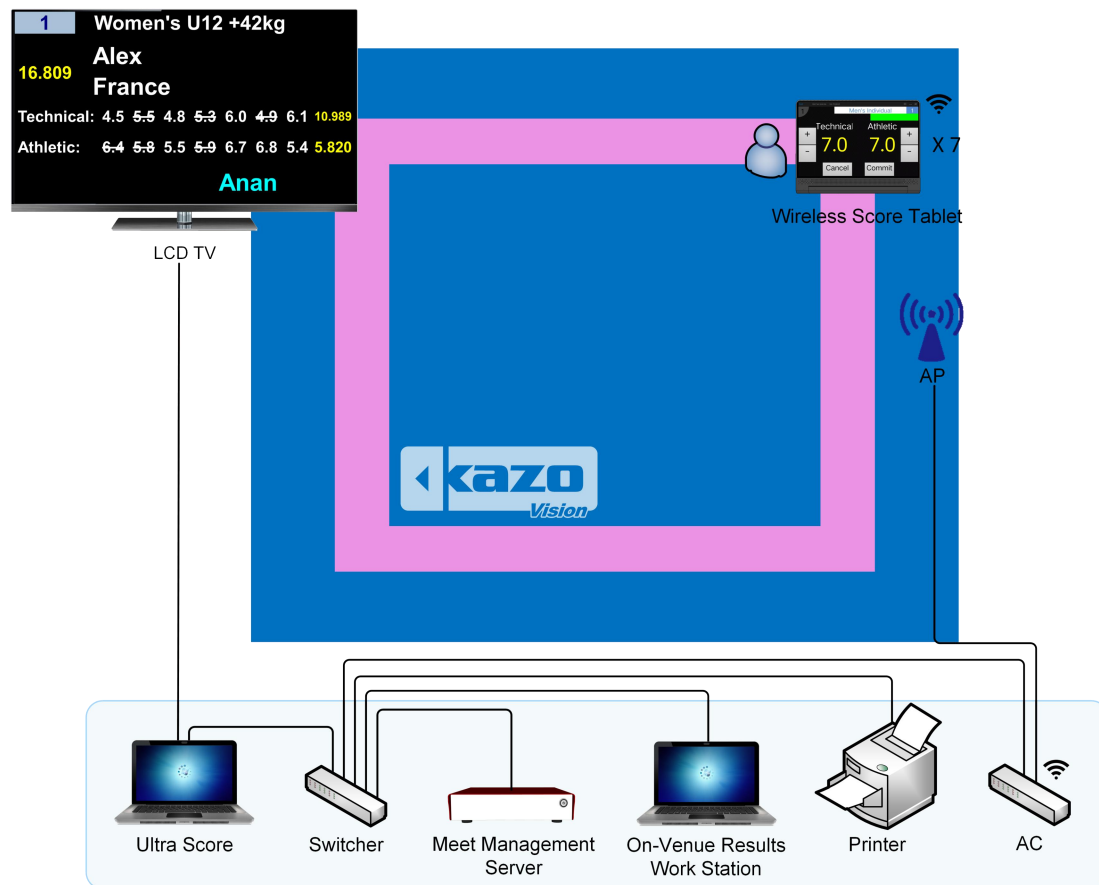 1 Women's U12 +42kg
Alex
16.809
France
Technical: 4.5 5.5 4.8 5.3 6.0 4.9 6.1 10.989
Athletic: 6.4 5.8 5.5 5.9 6.7 6.8 5.4 5.820
Anan
LCD TV
Men's Individual 1
Technical Athletic
+ 7.0 7.0 +
- -
Cancel Commit
X 7
Wireless Score Tablet
AP
kazo
Vision
Ultra Score
Switcher
Meet Management
Server
On-Venue Results
Work Station
Printer
AC